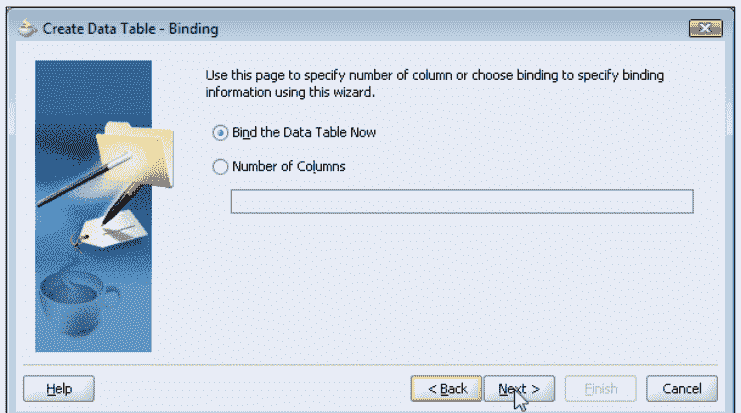 Create Data Table - Binding
Use this page to specify number of column or choose binding to specify binding
information using this wizard.
Bind the Data Table Now
Number of Columns
Help
< Back
Next >
Finish
Cancel